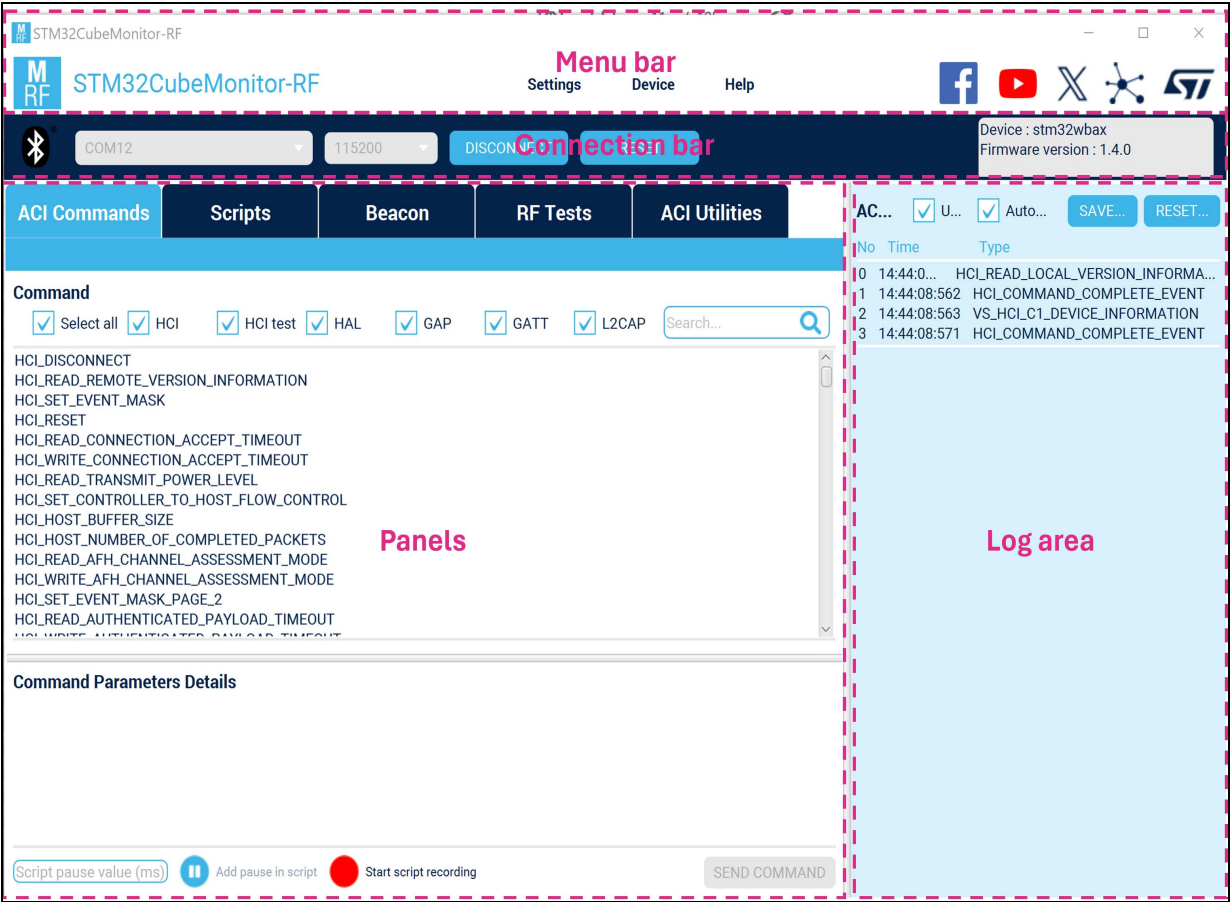 STM32CubeMonitor-RF
M
RF
STM32CubeMonitor-RF
Menu bar
Settings Device Help
COM12
115200
DISCONNECT
RESET
Connection bar
Device : stm32wbax
Firmware version : 1.4.0
ACI Commands Scripts Beacon RF Tests ACI Utilities
Command
Select all HCI HCI test HAL GAP GATT L2CAP Search...
HCI_DISCONNECT
HCI_READ_REMOTE_VERSION_INFORMATION
HCI_SET_EVENT_MASK
HCI_RESET
HCI_READ_CONNECTION_ACCEPT_TIMEOUT
HCI_WRITE_CONNECTION_ACCEPT_TIMEOUT
HCI_READ_TRANSMIT_POWER_LEVEL
HCI_SET_CONTROLLER_TO_HOST_FLOW_CONTROL
HCI_HOST_BUFFER_SIZE
HCI_HOST_NUMBER_OF_COMPLETED_PACKETS
HCI_READ_AFH_CHANNEL_ASSESSMENT_MODE
HCI_WRITE_AFH_CHANNEL_ASSESSMENT_MODE
HCI_SET_EVENT_MASK_PAGE_2
HCI_READ_AUTHENTICATED_PAYLOAD_TIMEOUT
HCI_WRITE_AUTHENTICATED_PAYLOAD_TIMEOUT
Panels
Command Parameters Details
Script pause value (ms) Add pause in script Start script recording SEND COMMAND
AC... U... Auto... SAVE... RESET...
No Time Type
0 14:44:0... HCI_READ_LOCAL_VERSION_INFORMA...
1 14:44:08:562 HCI_COMMAND_COMPLETE_EVENT
2 14:44:08:563 VS_HCI_C1_DEVICE_INFORMATION
3 14:44:08:571 HCI_COMMAND_COMPLETE_EVENT
Log area